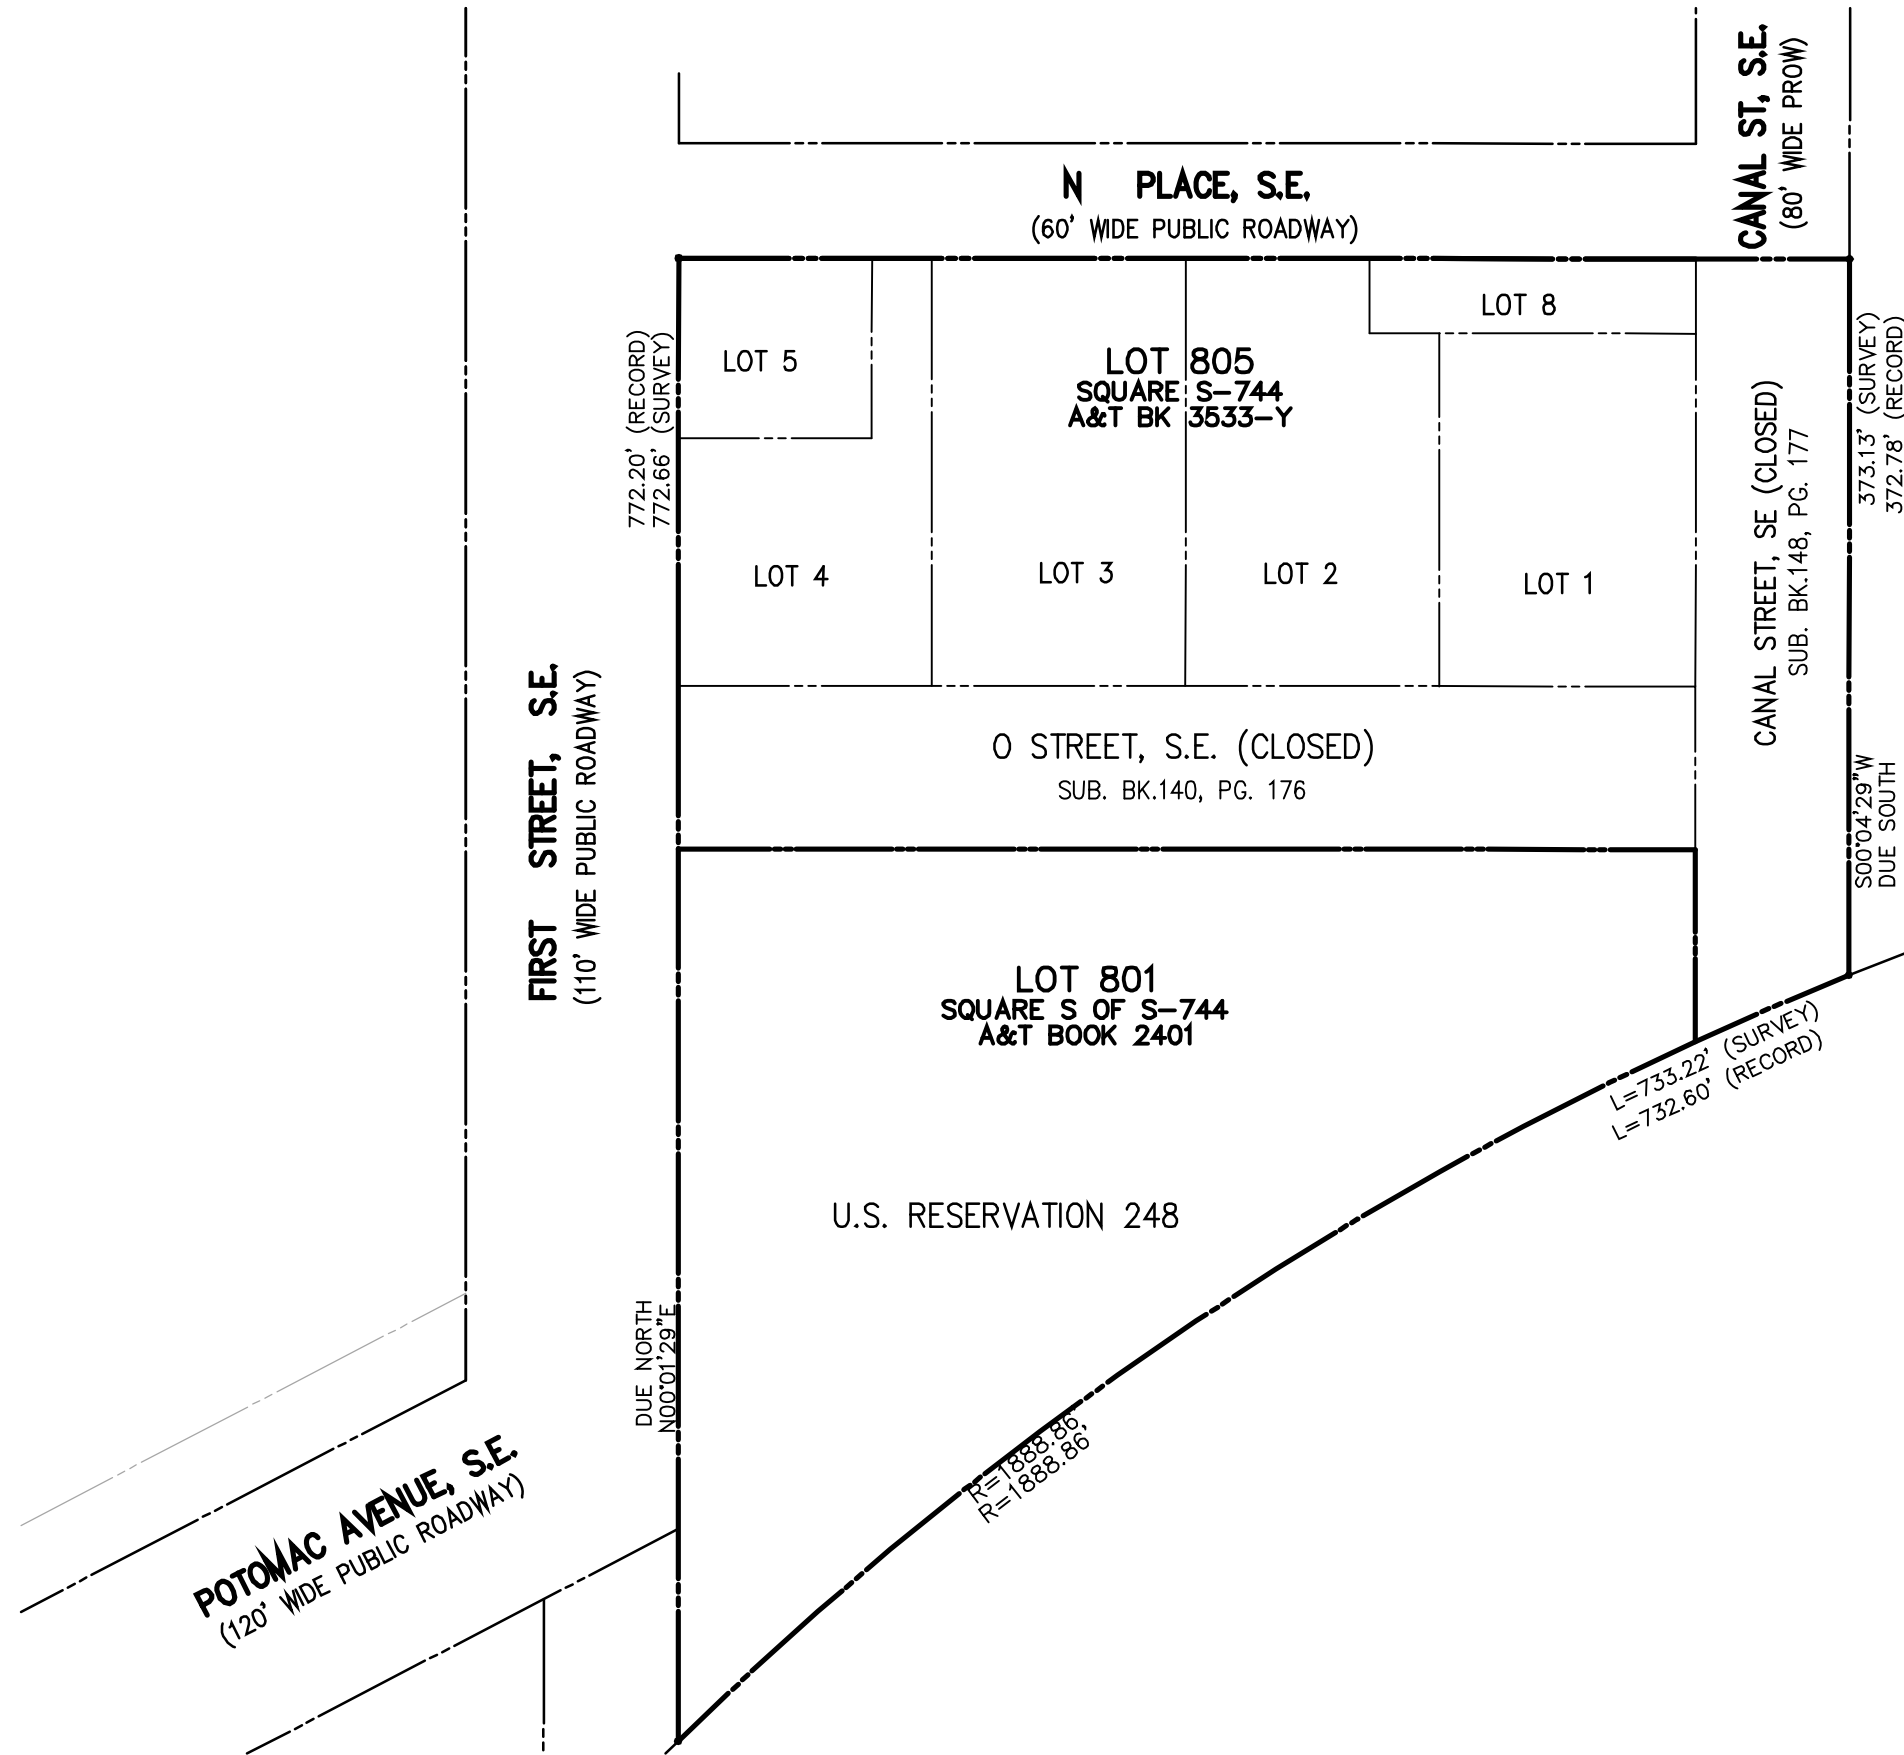 CANAL ST, S.E.
(80' WIDE PROW)
N PLACE, S.E.
(60' WIDE PUBLIC ROADWAY)
LOT 8
LOT 5
LOT 805
SQUARE S-744
A&T BK 3533-Y
772.20' (RECORD)
772.66' (SURVEY)
373.13' (SURVEY)
372.78' (RECORD)
CANAL STREET, SE (CLOSED)
SUB. BK.148, PG. 177
LOT 4
LOT 3
LOT 2
LOT 1
FIRST STREET, S.E.
(110' WIDE PUBLIC ROADWAY)
O STREET, S.E. (CLOSED)
SUB. BK.140, PG. 176
S00°04'29"W
DUE SOUTH
LOT 801
SQUARE S OF S-744
A&T BOOK 2401
L=733.22' (SURVEY)
L=732.60' (RECORD)
U.S. RESERVATION 248
DUE NORTH
N00°01'29"E
R=1888.86'
R=1888.86'
POTOMAC AVENUE, S.E.
(120' WIDE PUBLIC ROADWAY)